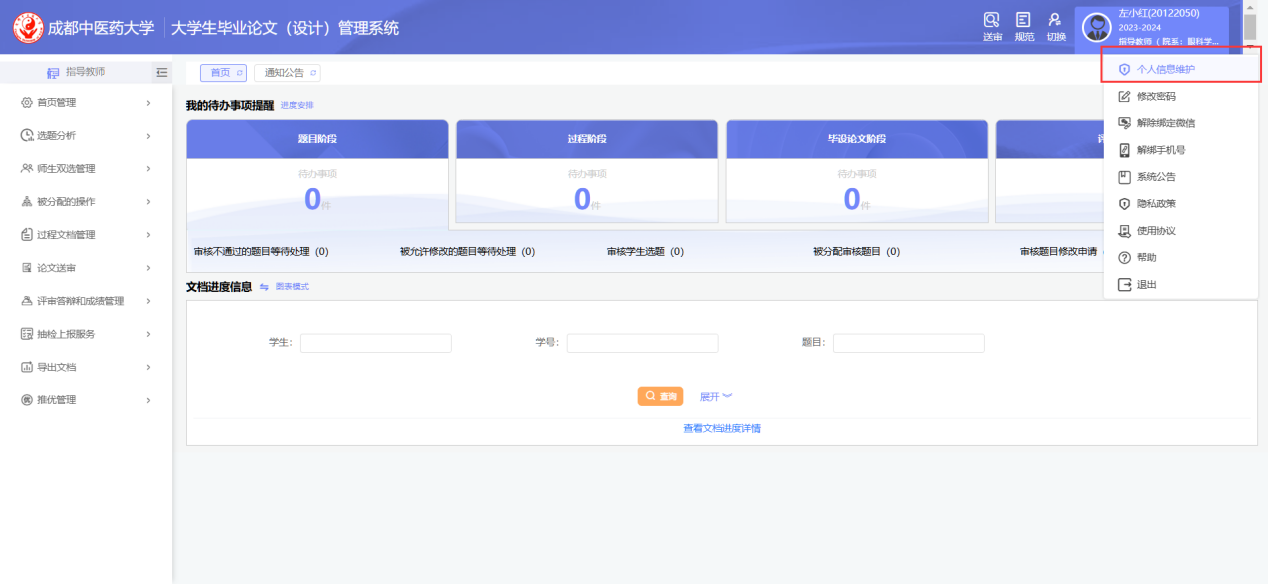 成都中医药大学 大学生毕业论文（设计）管理系统
送审 规范 切换
左小红(20122050)
2023-2024
指导教师（ 院系：眼科学...
指导教师
首页 通知公告
个人信息维护
修改密码
解除绑定微信
解绑手机号
系统公告
隐私政策
使用协议
帮助
退出
首页管理
选题分析
师生双选管理
被分配的操作
过程文档管理
论文送审
评审答辩和成绩管理
抽检上报服务
导出文档
推优管理
我的待办事项提醒 进度安排
题目阶段 过程阶段 毕设论文阶段
待办事项 待办事项 待办事项
0件 0件 0件
审核不通过的题目等待处理（0） 被允许修改的题目等待处理（0） 审核学生选题（0） 被分配审核题目（0） 审核题目修改申请
文档进度信息 图表模式
学生： 学号： 题目：
查询 展开
查看文档进度详情